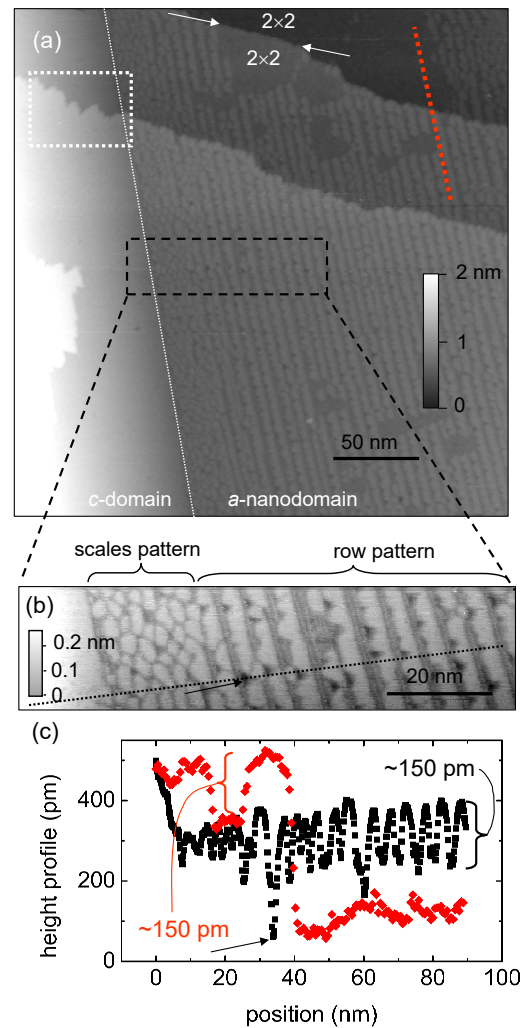 (a)
2×2
2×2
2 nm
1
0
50 nm
c-domain
a-nanodomain
scales pattern
row pattern
(b)
0.2 nm
0.1
0
20 nm
(c)
~150 pm
400
200
0
~150 pm
height profile (pm)
0 20 40 60 80 100
position (nm)